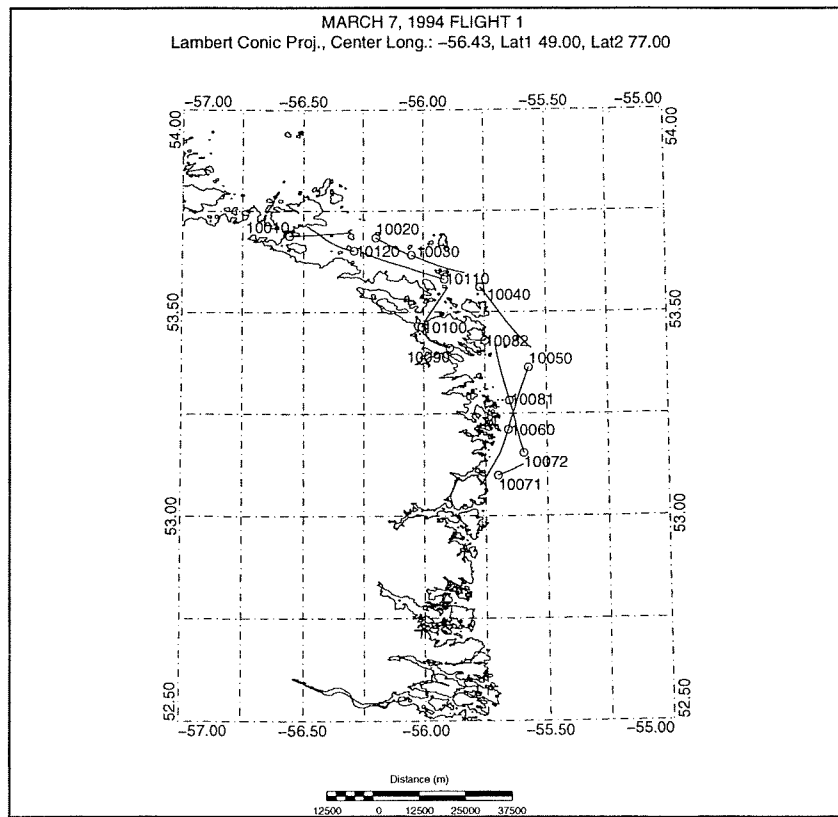 MARCH 7, 1994 FLIGHT 1
Lambert Conic Proj., Center Long.: −56.43, Lat1 49.00, Lat2 77.00
−57.00 −56.50 −56.00 −55.50 −55.00
54.00 54.00
10010 10020
10120 10030
10110
10040
53.50 53.50
10100
10082
10090 10050
10081
10060
10072
10071
53.00 53.00
52.50 52.50
−57.00 −56.50 −56.00 −55.50 −55.00
Distance (m)
12500 0 12500 25000 37500